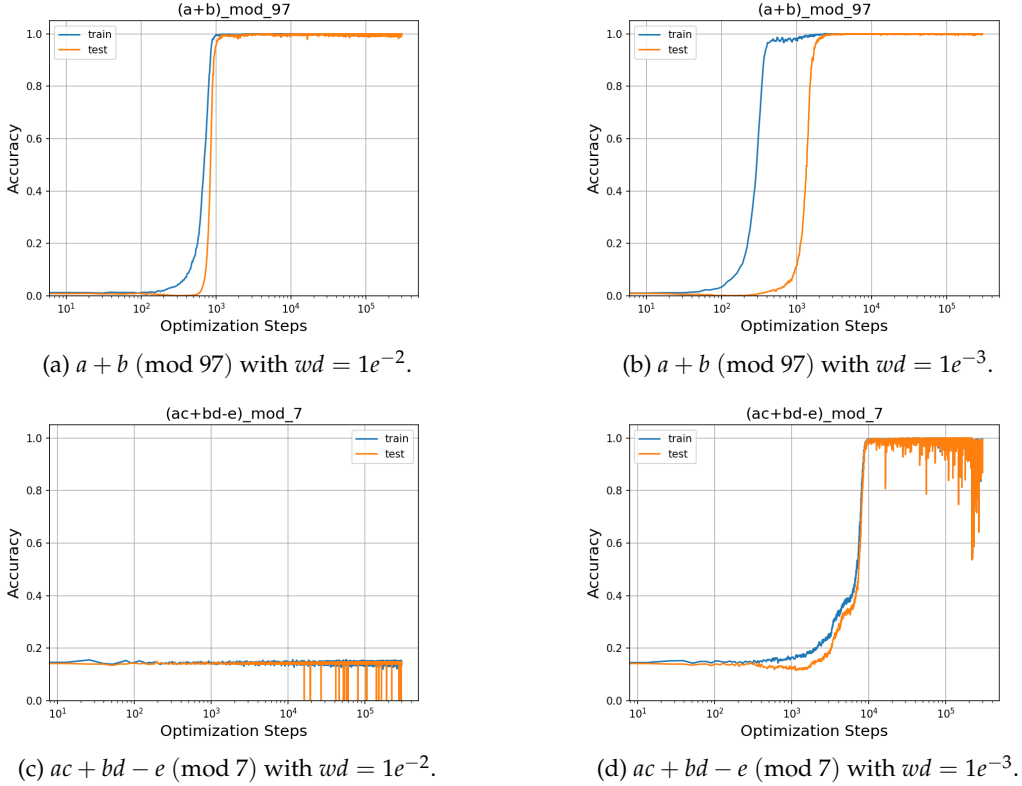 (a+b)_mod_97
Accuracy
1.0
0.8
0.6
0.4
0.2
0.0
train
test
10¹ 10² 10³ 10⁴ 10⁵
Optimization Steps
(a) a + b (mod 97) with wd = 1e⁻².
(a+b)_mod_97
Accuracy
1.0
0.8
0.6
0.4
0.2
0.0
train
test
10¹ 10² 10³ 10⁴ 10⁵
Optimization Steps
(b) a + b (mod 97) with wd = 1e⁻³.
(ac+bd-e)_mod_7
Accuracy
1.0
0.8
0.6
0.4
0.2
0.0
train
test
10¹ 10² 10³ 10⁴ 10⁵
Optimization Steps
(c) ac + bd − e (mod 7) with wd = 1e⁻².
(ac+bd-e)_mod_7
Accuracy
1.0
0.8
0.6
0.4
0.2
0.0
train
test
10¹ 10² 10³ 10⁴ 10⁵
Optimization Steps
(d) ac + bd − e (mod 7) with wd = 1e⁻³.